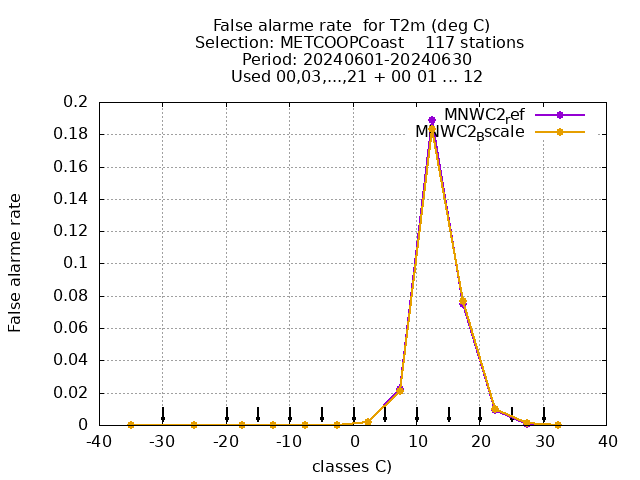 False alarme rate  for T2m (deg C)
Selection: METCOOPCoast    117 stations
Period: 20240601-20240630
Used 00,03,...,21 + 00 01 ... 12
MNWC2ref
MNWC2Bscale
0.2
0.18
0.16
0.14
0.12
0.1
0.08
0.06
0.04
0.02
0
False alarme rate
-40 -30 -20 -10 0 10 20 30 40
classes C)